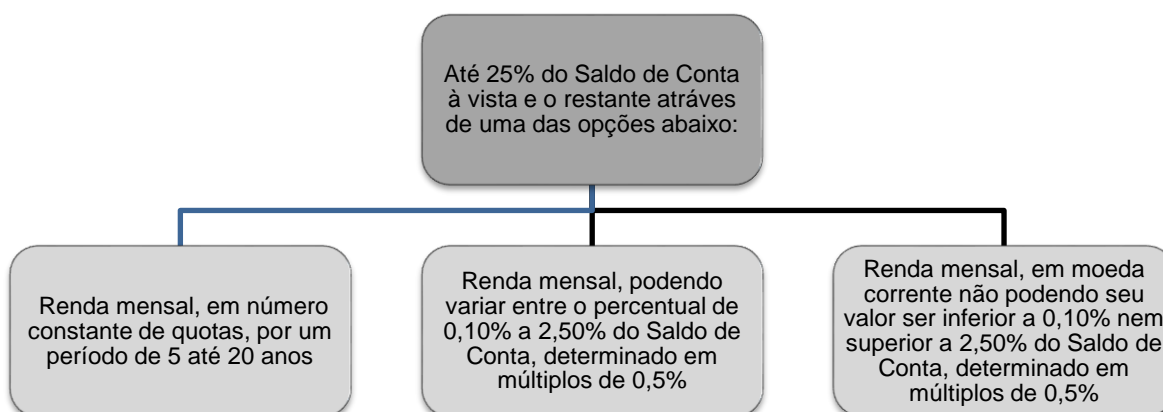 Até 25% do Saldo de Conta
à vista e o restante atráves
de uma das opções abaixo:
Renda mensal, em número
constante de quotas, por um
período de 5 até 20 anos
Renda mensal, podendo
variar entre o percentual de
0,10% a 2,50% do Saldo de
Conta, determinado em
múltiplos de 0,5%
Renda mensal, em moeda
corrente não podendo seu
valor ser inferior a 0,10% nem
superior a 2,50% do Saldo de
Conta, determinado em
múltiplos de 0,5%